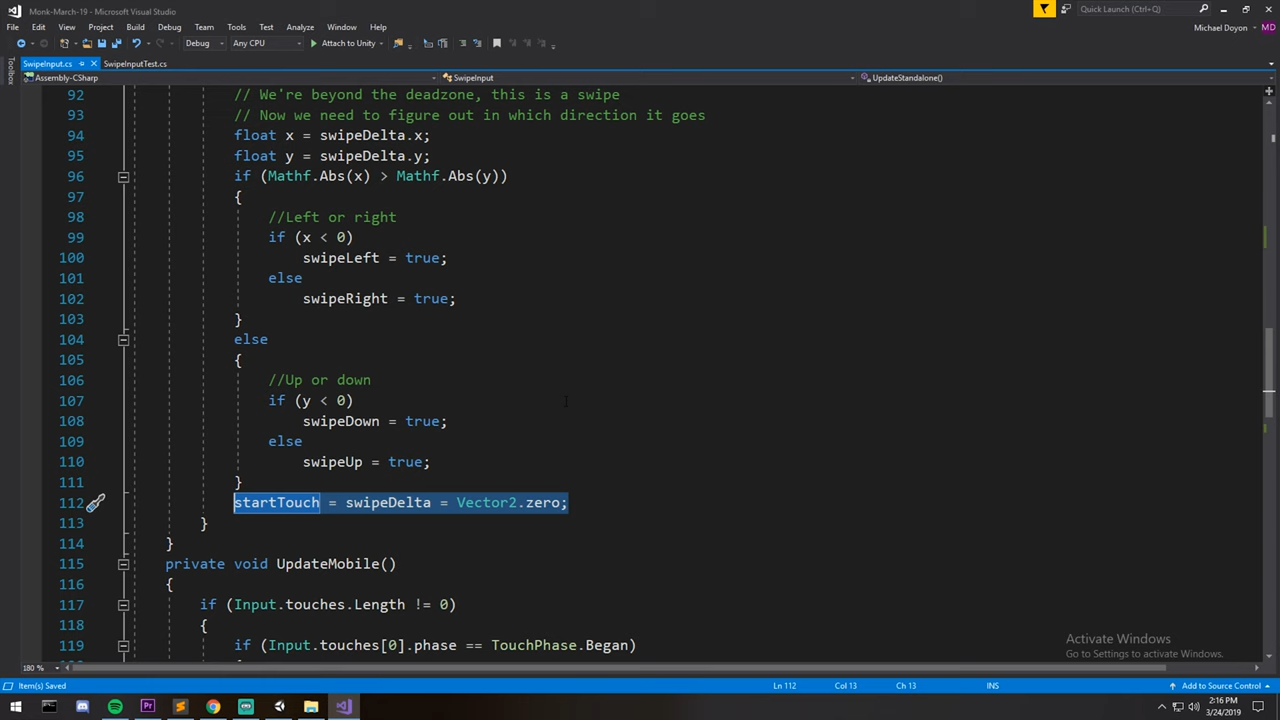 Monk-March-19 - Microsoft Visual Studio
Quick Launch (Ctrl+Q)
File Edit View Project Build Debug Team Tools Test Analyze Window Help
Michael Doyon MD
Debug Any CPU Attach to Unity
SwipeInput.cs SwipeInputTest.cs
Toolbox
Assembly-CSharp SwipeInput UpdateStandalone()
92 // We're beyond the deadzone, this is a swipe
93 // Now we need to figure out in which direction it goes
94 float x = swipeDelta.x;
95 float y = swipeDelta.y;
96 if (Mathf.Abs(x) > Mathf.Abs(y))
97 {
98 //Left or right
99 if (x < 0)
100 swipeLeft = true;
101 else
102 swipeRight = true;
103 }
104 else
105 {
106 //Up or down
107 if (y < 0)
108 swipeDown = true;
109 else
110 swipeUp = true;
111 }
112 startTouch = swipeDelta = Vector2.zero;
113 }
114 }
115 private void UpdateMobile()
116 {
117 if (Input.touches.Length != 0)
118 {
119 if (Input.touches[0].phase == TouchPhase.Began)
Activate Windows
Go to Settings to activate Windows.
180 %
Item(s) Saved Ln 112 Col 13 Ch 13 INS Add to Source Control
2:16 PM
3/24/2019